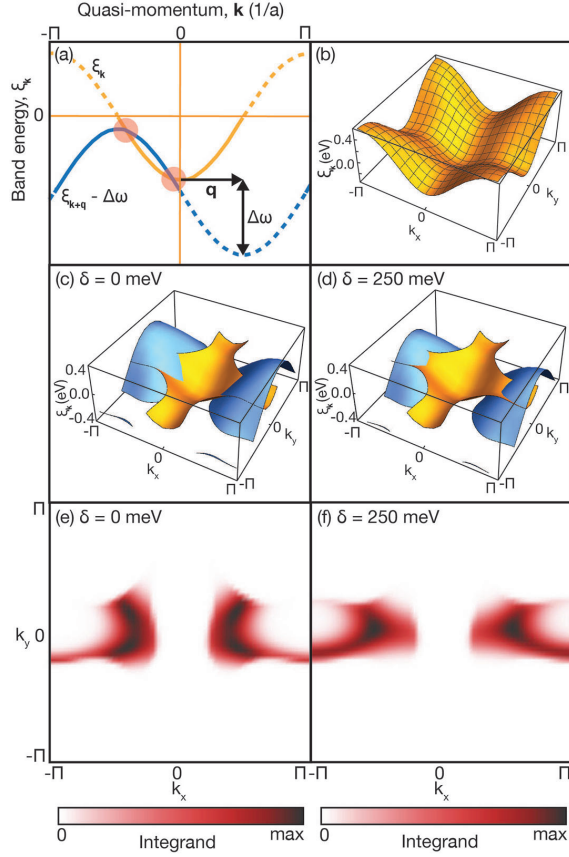 Quasi-momentum, k (1/a)
-Π 0 Π
Band energy, ξk
(a)
ξk
0
q
ξk+q - Δω
Δω
(b)
ξk(eV)
0.4
0.0
-Π
0
kx
Π
-Π
0
ky
Π
(c) δ = 0 meV
ξk(eV)
0.4
0.0
-0.4
-Π
0
kx
Π
-Π
0
ky
Π
(d) δ = 250 meV
ξk(eV)
0.4
0.0
-0.4
-Π
0
kx
Π
-Π
0
ky
Π
(e) δ = 0 meV
(f) δ = 250 meV
Π
ky 0
-Π
-Π 0 Π
kx
-Π 0 Π
kx
0 max
Integrand
0 max
Integrand